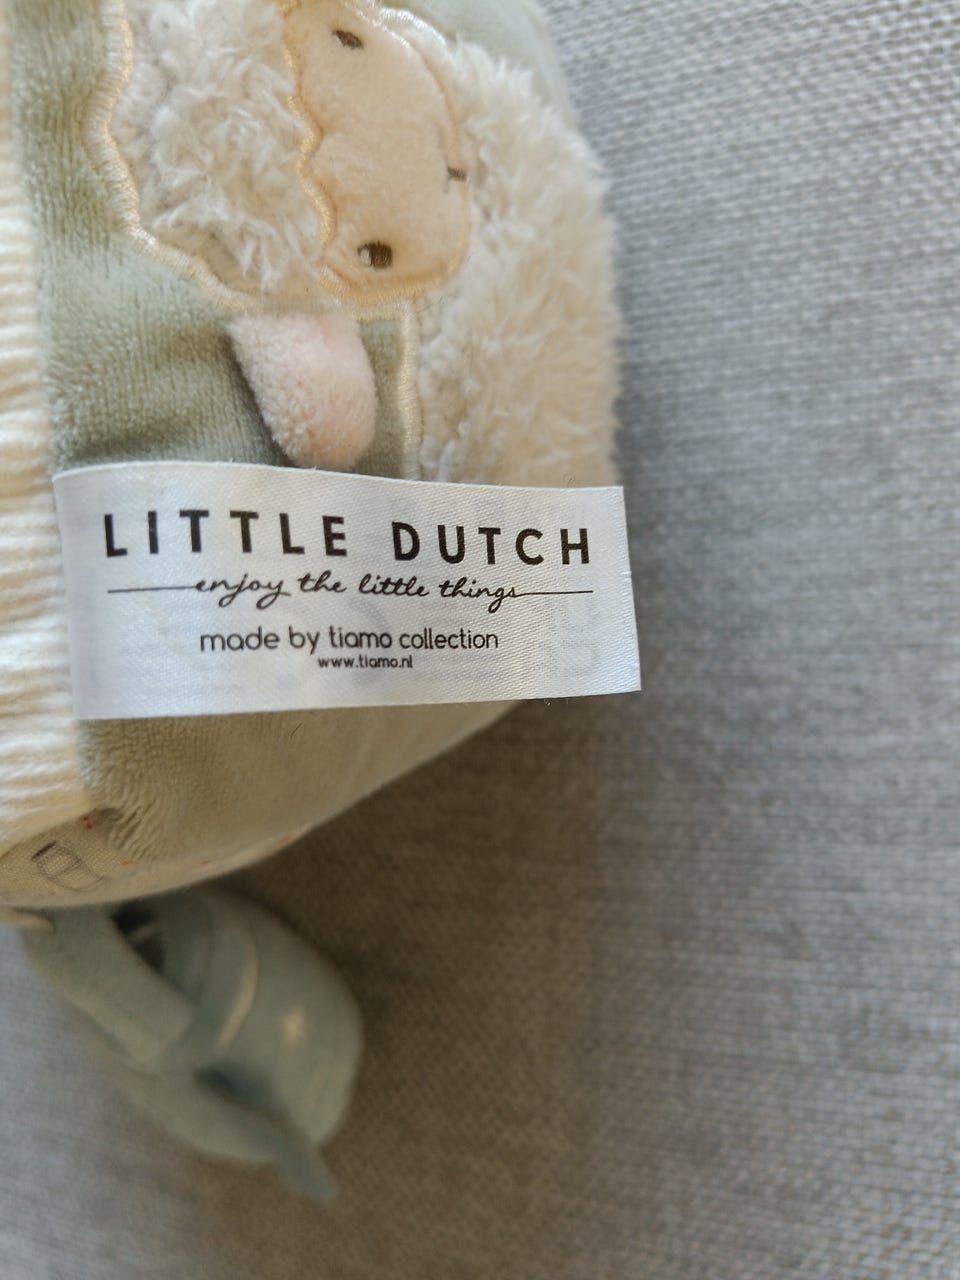 LITTLE DUTCH
enjoy the little things
made by tiamo collection
www.tiamo.nl